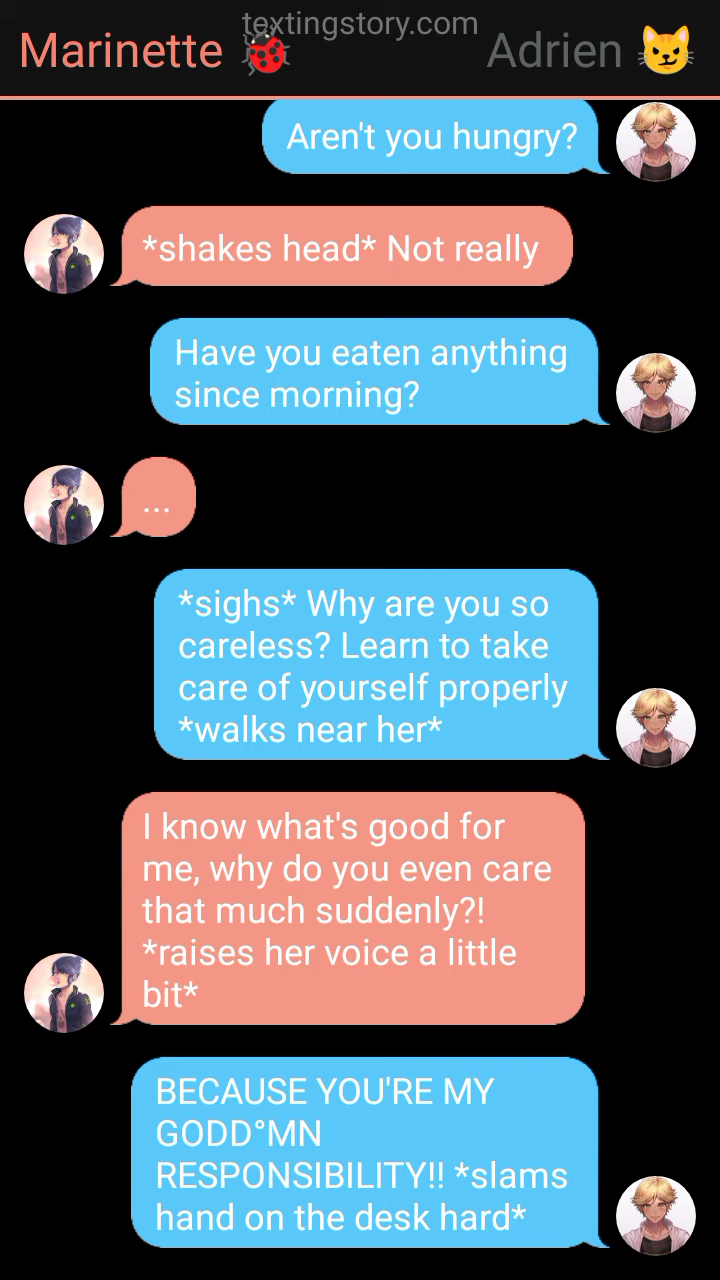 textingstory.com
Marinette 🐞 Adrien 😼
Aren't you hungry?
*shakes head* Not really
Have you eaten anything
since morning?
...
*sighs* Why are you so
careless? Learn to take
care of yourself properly
*walks near her*
I know what's good for
me, why do you even care
that much suddenly?!
*raises her voice a little
bit*
BECAUSE YOU'RE MY
GODD°MN
RESPONSIBILITY!! *slams
hand on the desk hard*